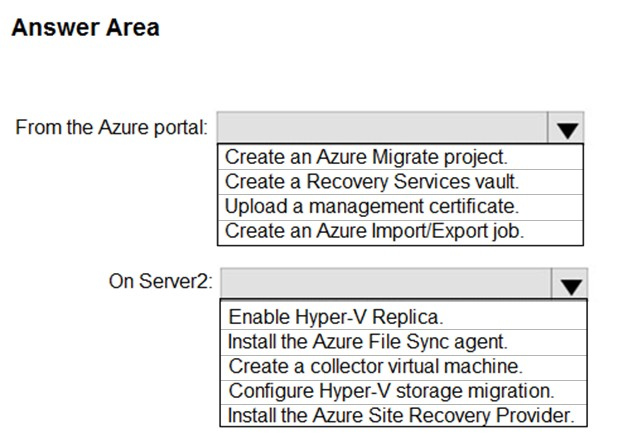 Answer Area
From the Azure portal:
Create an Azure Migrate project.
Create a Recovery Services vault.
Upload a management certificate.
Create an Azure Import/Export job.
On Server2:
Enable Hyper-V Replica.
Install the Azure File Sync agent.
Create a collector virtual machine.
Configure Hyper-V storage migration.
Install the Azure Site Recovery Provider.